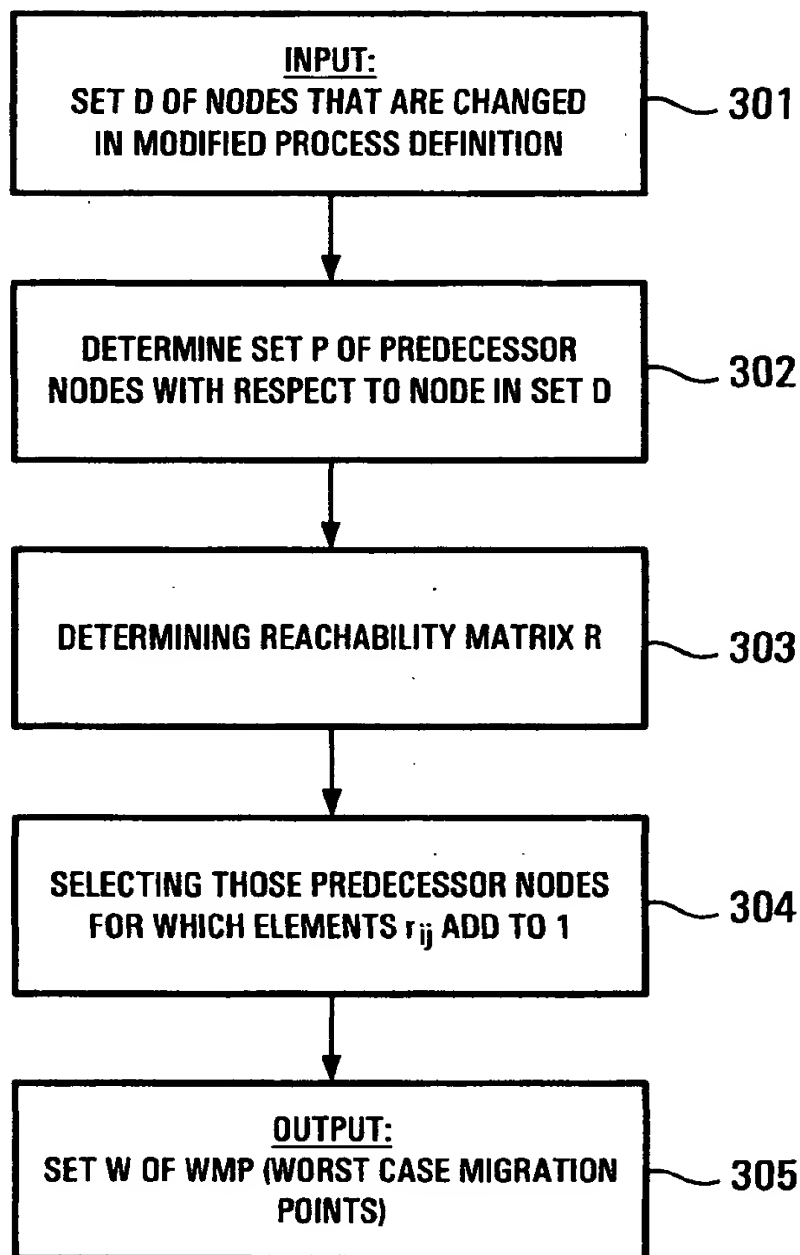 INPUT:
SET D OF NODES THAT ARE CHANGED
IN MODIFIED PROCESS DEFINITION
301
DETERMINE SET P OF PREDECESSOR
NODES WITH RESPECT TO NODE IN SET D
302
DETERMINING REACHABILITY MATRIX R
303
SELECTING THOSE PREDECESSOR NODES
FOR WHICH ELEMENTS rij ADD TO 1
304
OUTPUT:
SET W OF WMP (WORST CASE MIGRATION
POINTS)
305